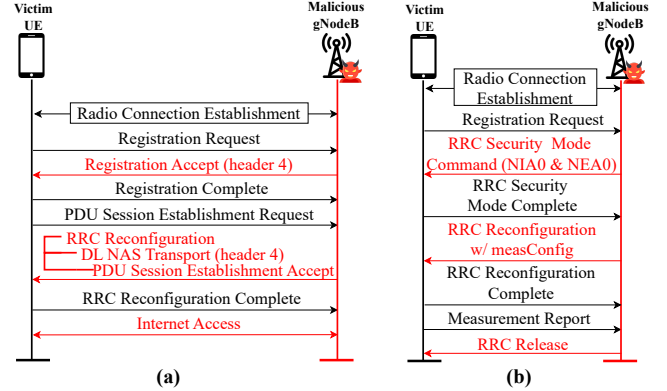 Victim
UE
Malicious
gNodeB
Radio Connection Establishment
Registration Request
Registration Accept (header 4)
Registration Complete
PDU Session Establishment Request
RRC Reconfiguration
DL NAS Transport (header 4)
PDU Session Establishment Accept
RRC Reconfiguration Complete
Internet Access
(a)
Victim
UE
Malicious
gNodeB
Radio Connection
Establishment
Registration Request
RRC Security Mode
Command (NIA0 & NEA0)
RRC Security
Mode Complete
RRC Reconfiguration
w/ measConfig
RRC Reconfiguration
Complete
Measurement Report
RRC Release
(b)